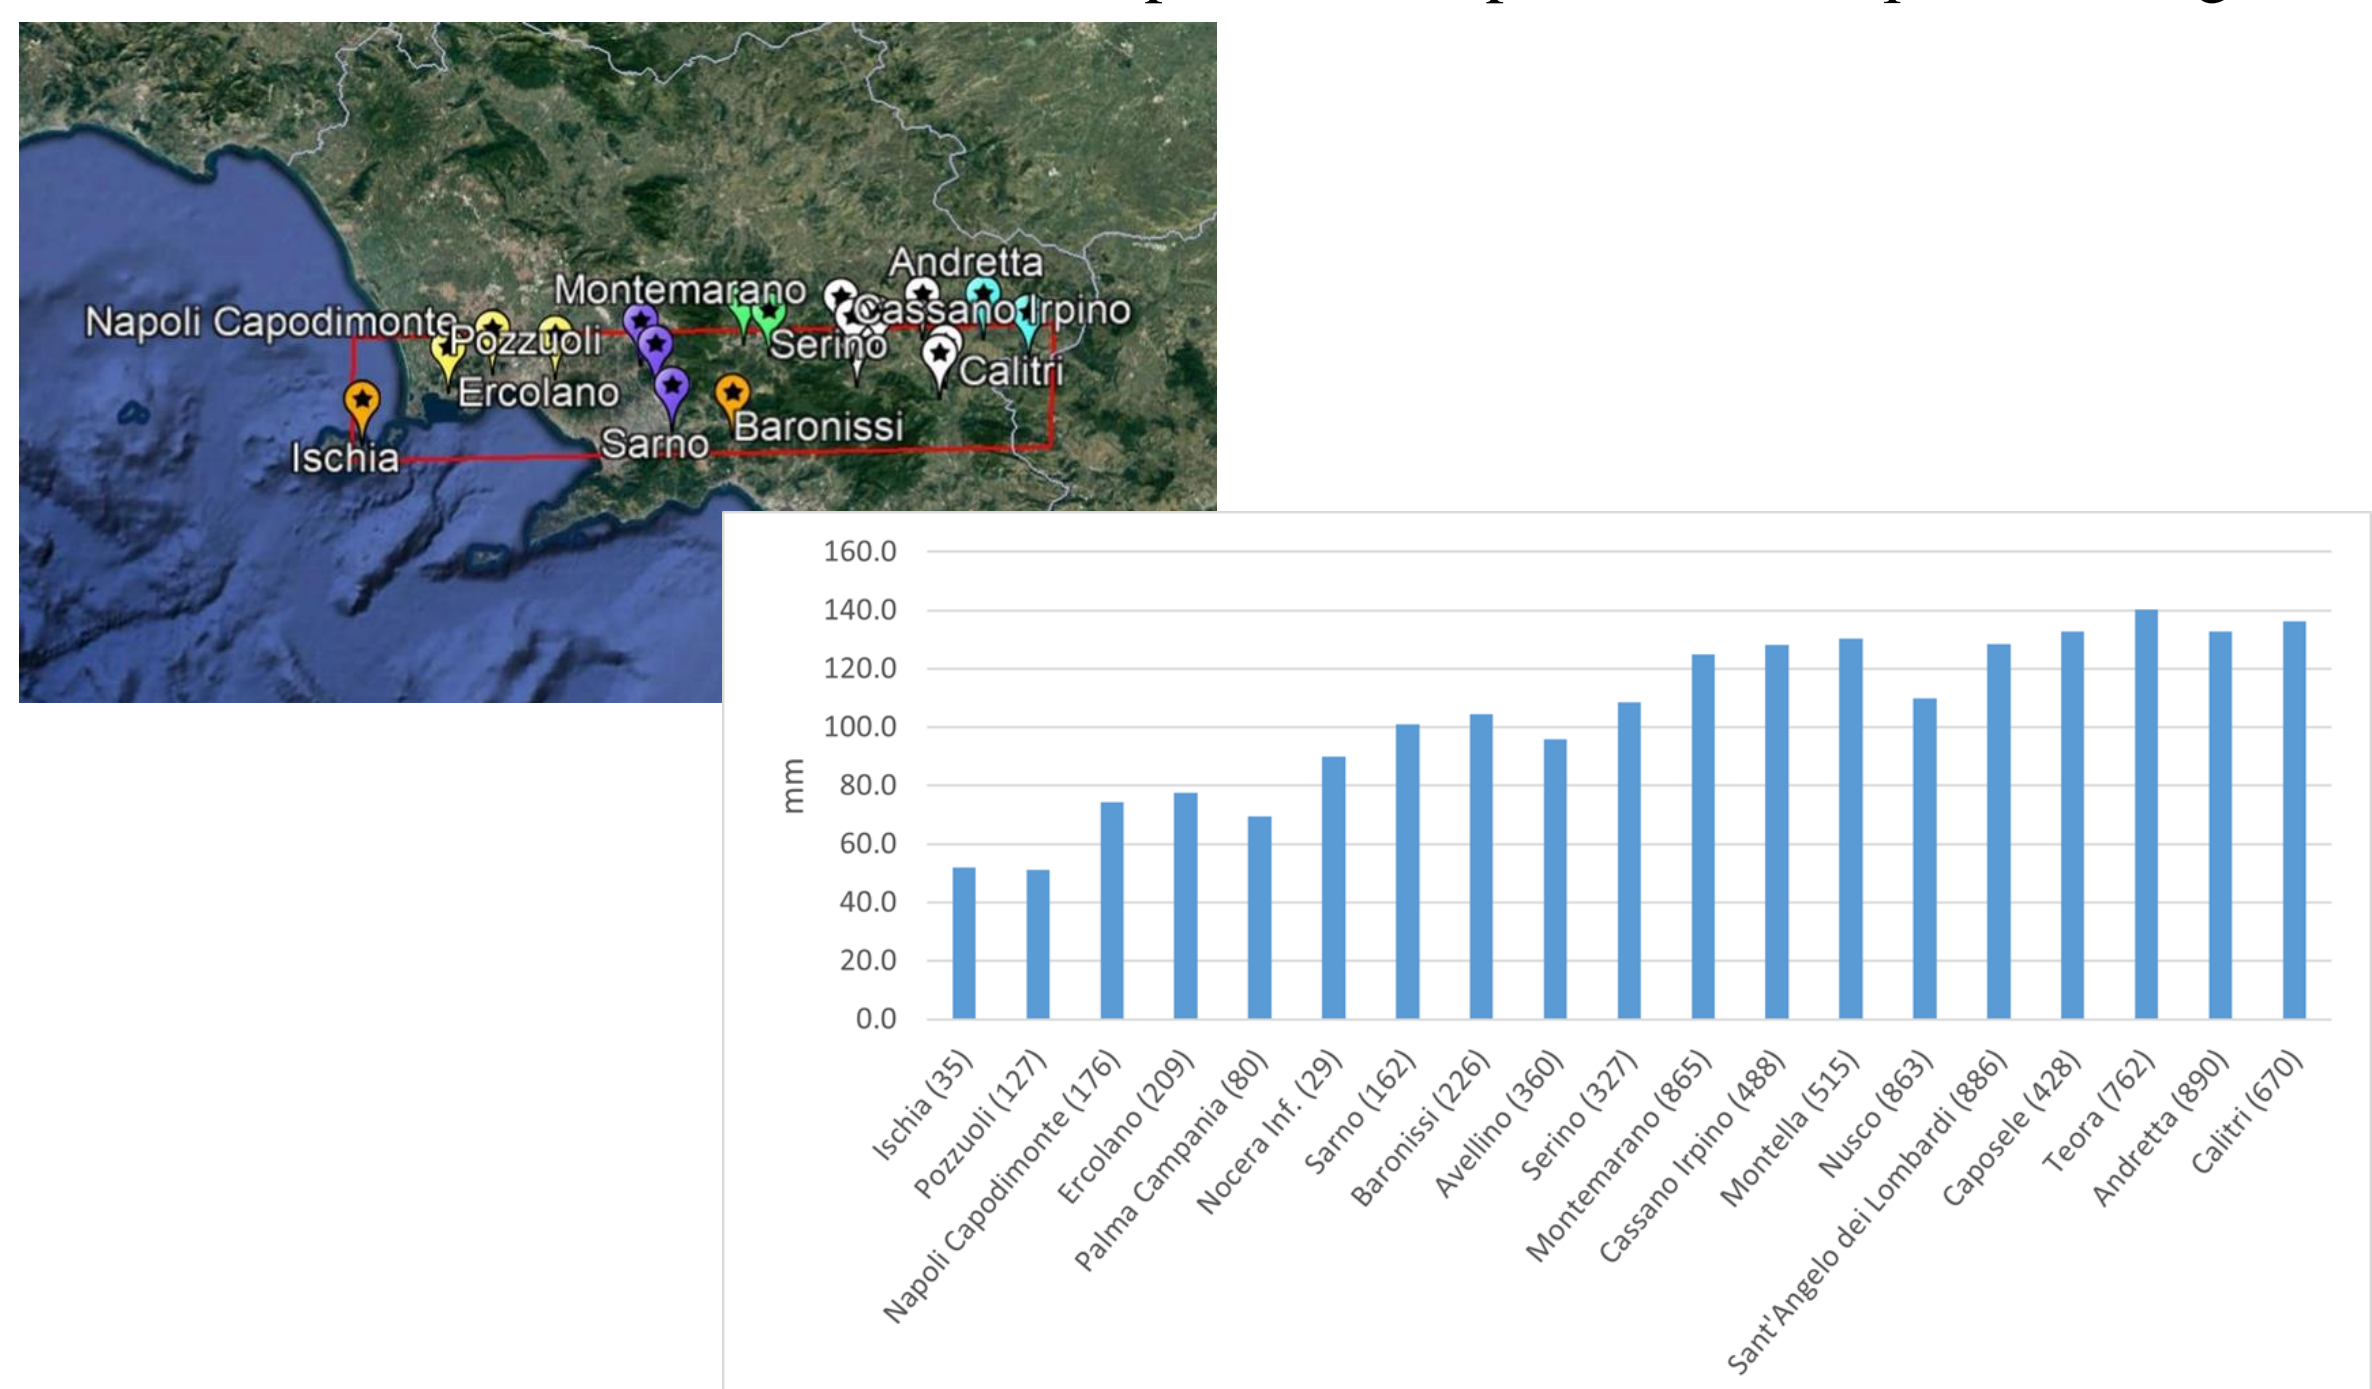 Andretta
Montemarano
Cassano Irpino
Napoli Capodimonte
Pozzuoli
Serino
Calitri
Ercolano
Baronissi
Sarno
Ischia
160.0
140.0
120.0
100.0
80.0
60.0
40.0
20.0
0.0
mm
Ischia (35)
Pozzuoli (127)
Napoli Capodimonte (176)
Ercolano (209)
Palma Campania (80)
Nocera Inf. (29)
Sarno (162)
Baronissi (226)
Avellino (360)
Serino (327)
Montemarano (865)
Cassano Irpino (488)
Montella (515)
Nusco (863)
Sant'Angelo dei Lombardi (886)
Caposele (428)
Teora (762)
Andretta (890)
Calitri (670)